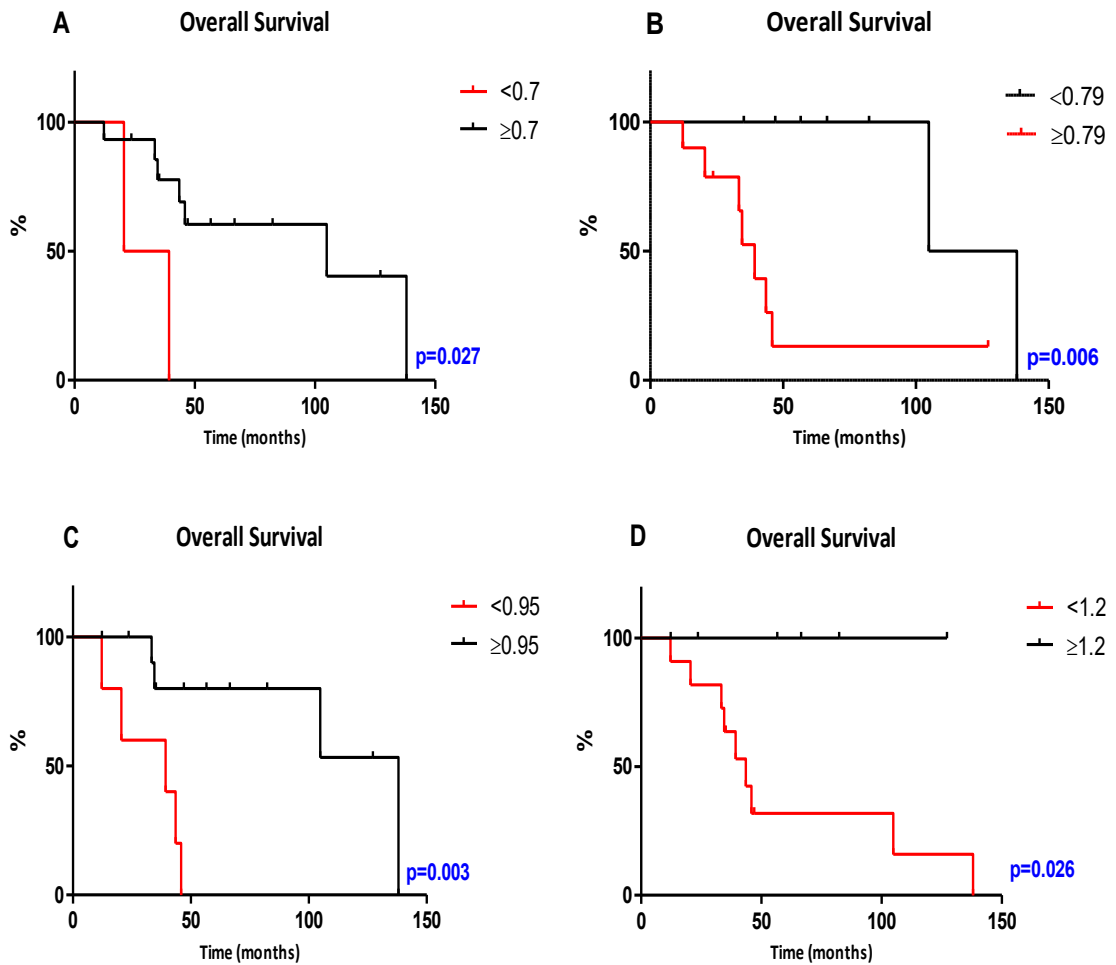 A
Overall Survival
<0.7
≥0.7
100
50
0
%
0
50
100
150
Time (months)
p=0.027
B
Overall Survival
<0.79
≥0.79
100
50
0
%
0
50
100
150
Time (months)
p=0.006
C
Overall Survival
<0.95
≥0.95
100
50
0
%
0
50
100
150
Time (months)
p=0.003
D
Overall Survival
<1.2
≥1.2
100
50
0
%
0
50
100
150
Time (months)
p=0.026